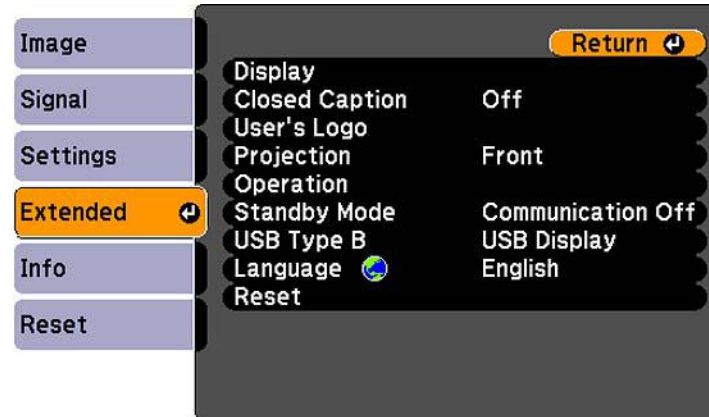 Image
Signal
Settings
Extended
Info
Reset
Return
Display
Closed Caption Off
User's Logo
Projection Front
Operation
Standby Mode Communication Off
USB Type B USB Display
Language English
Reset